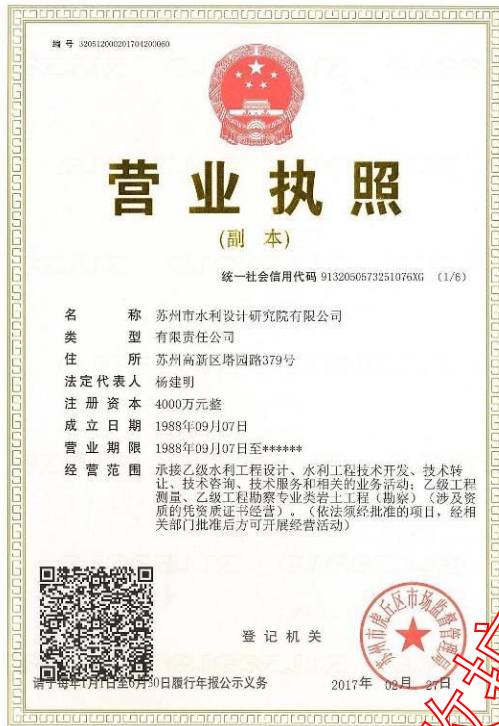 编号 320512000201704200060
营业执照
(副 本)
统一社会信用代码 9132050573251076XG (1/6)
名 称 苏州市水利设计研究院有限公司
类 型 有限责任公司
住 所 苏州高新区塔园路379号
法定代表人 杨建明
注册资本 4000万元整
成立日期 1988年09月07日
营业期限 1988年09月07日至******
经营范围 承接乙级水利工程设计、水利工程技术开发、技术转
让、技术咨询、技术服务和相关的业务活动；乙级工程
测量、乙级工程勘察专业类岩土工程（勘察）（涉及资
质的凭资质证书经营）。（依法须经批准的项目，经相
关部门批准后方可开展经营活动）
苏州市虎丘区市场监督管理局
登记机关
请于每年1月1日至6月30日履行年报公示义务
2017年 02月 27日